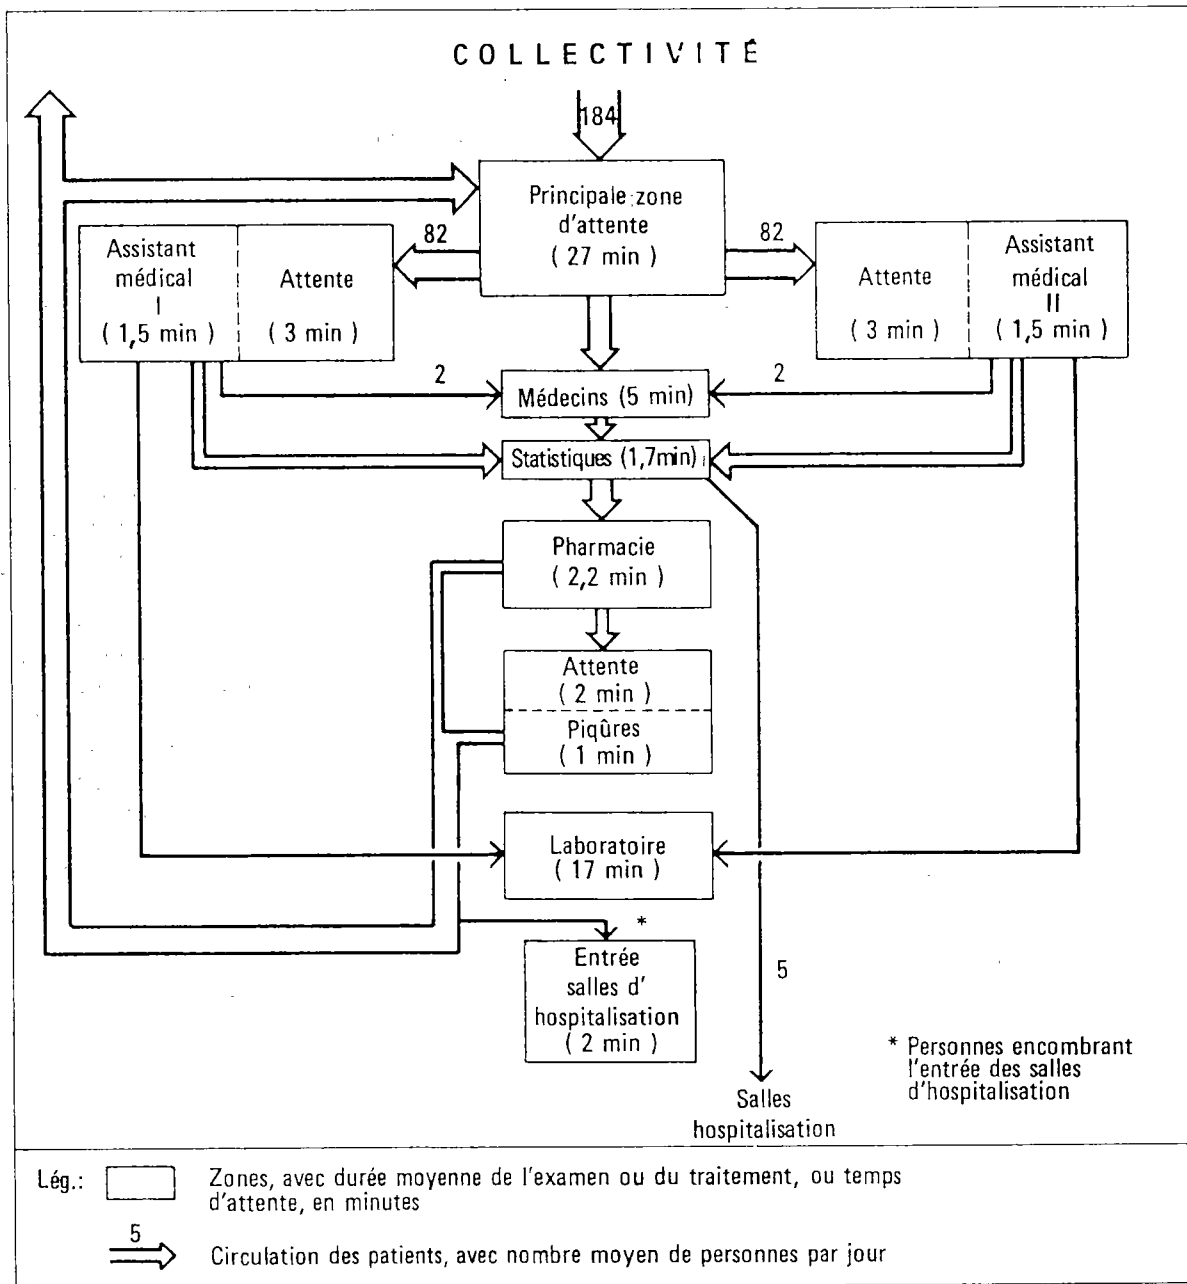 COLLECTIVITÉ
184
Principale zone
d'attente
( 27 min )
82
82
Assistant
médical
I
( 1,5 min )
Attente
( 3 min )
Attente
( 3 min )
Assistant
médical
II
( 1,5 min )
2
2
Médecins (5 min)
Statistiques (1,7min)
Pharmacie
( 2,2 min )
Attente
( 2 min )
Piqûres
( 1 min )
Laboratoire
( 17 min )
*
Entrée
salles d'
hospitalisation
( 2 min )
5
Salles
hospitalisation
* Personnes encombrant
l'entrée des salles
d'hospitalisation
Lég.:
Zones, avec durée moyenne de l'examen ou du traitement, ou temps
d'attente, en minutes
5
Circulation des patients, avec nombre moyen de personnes par jour